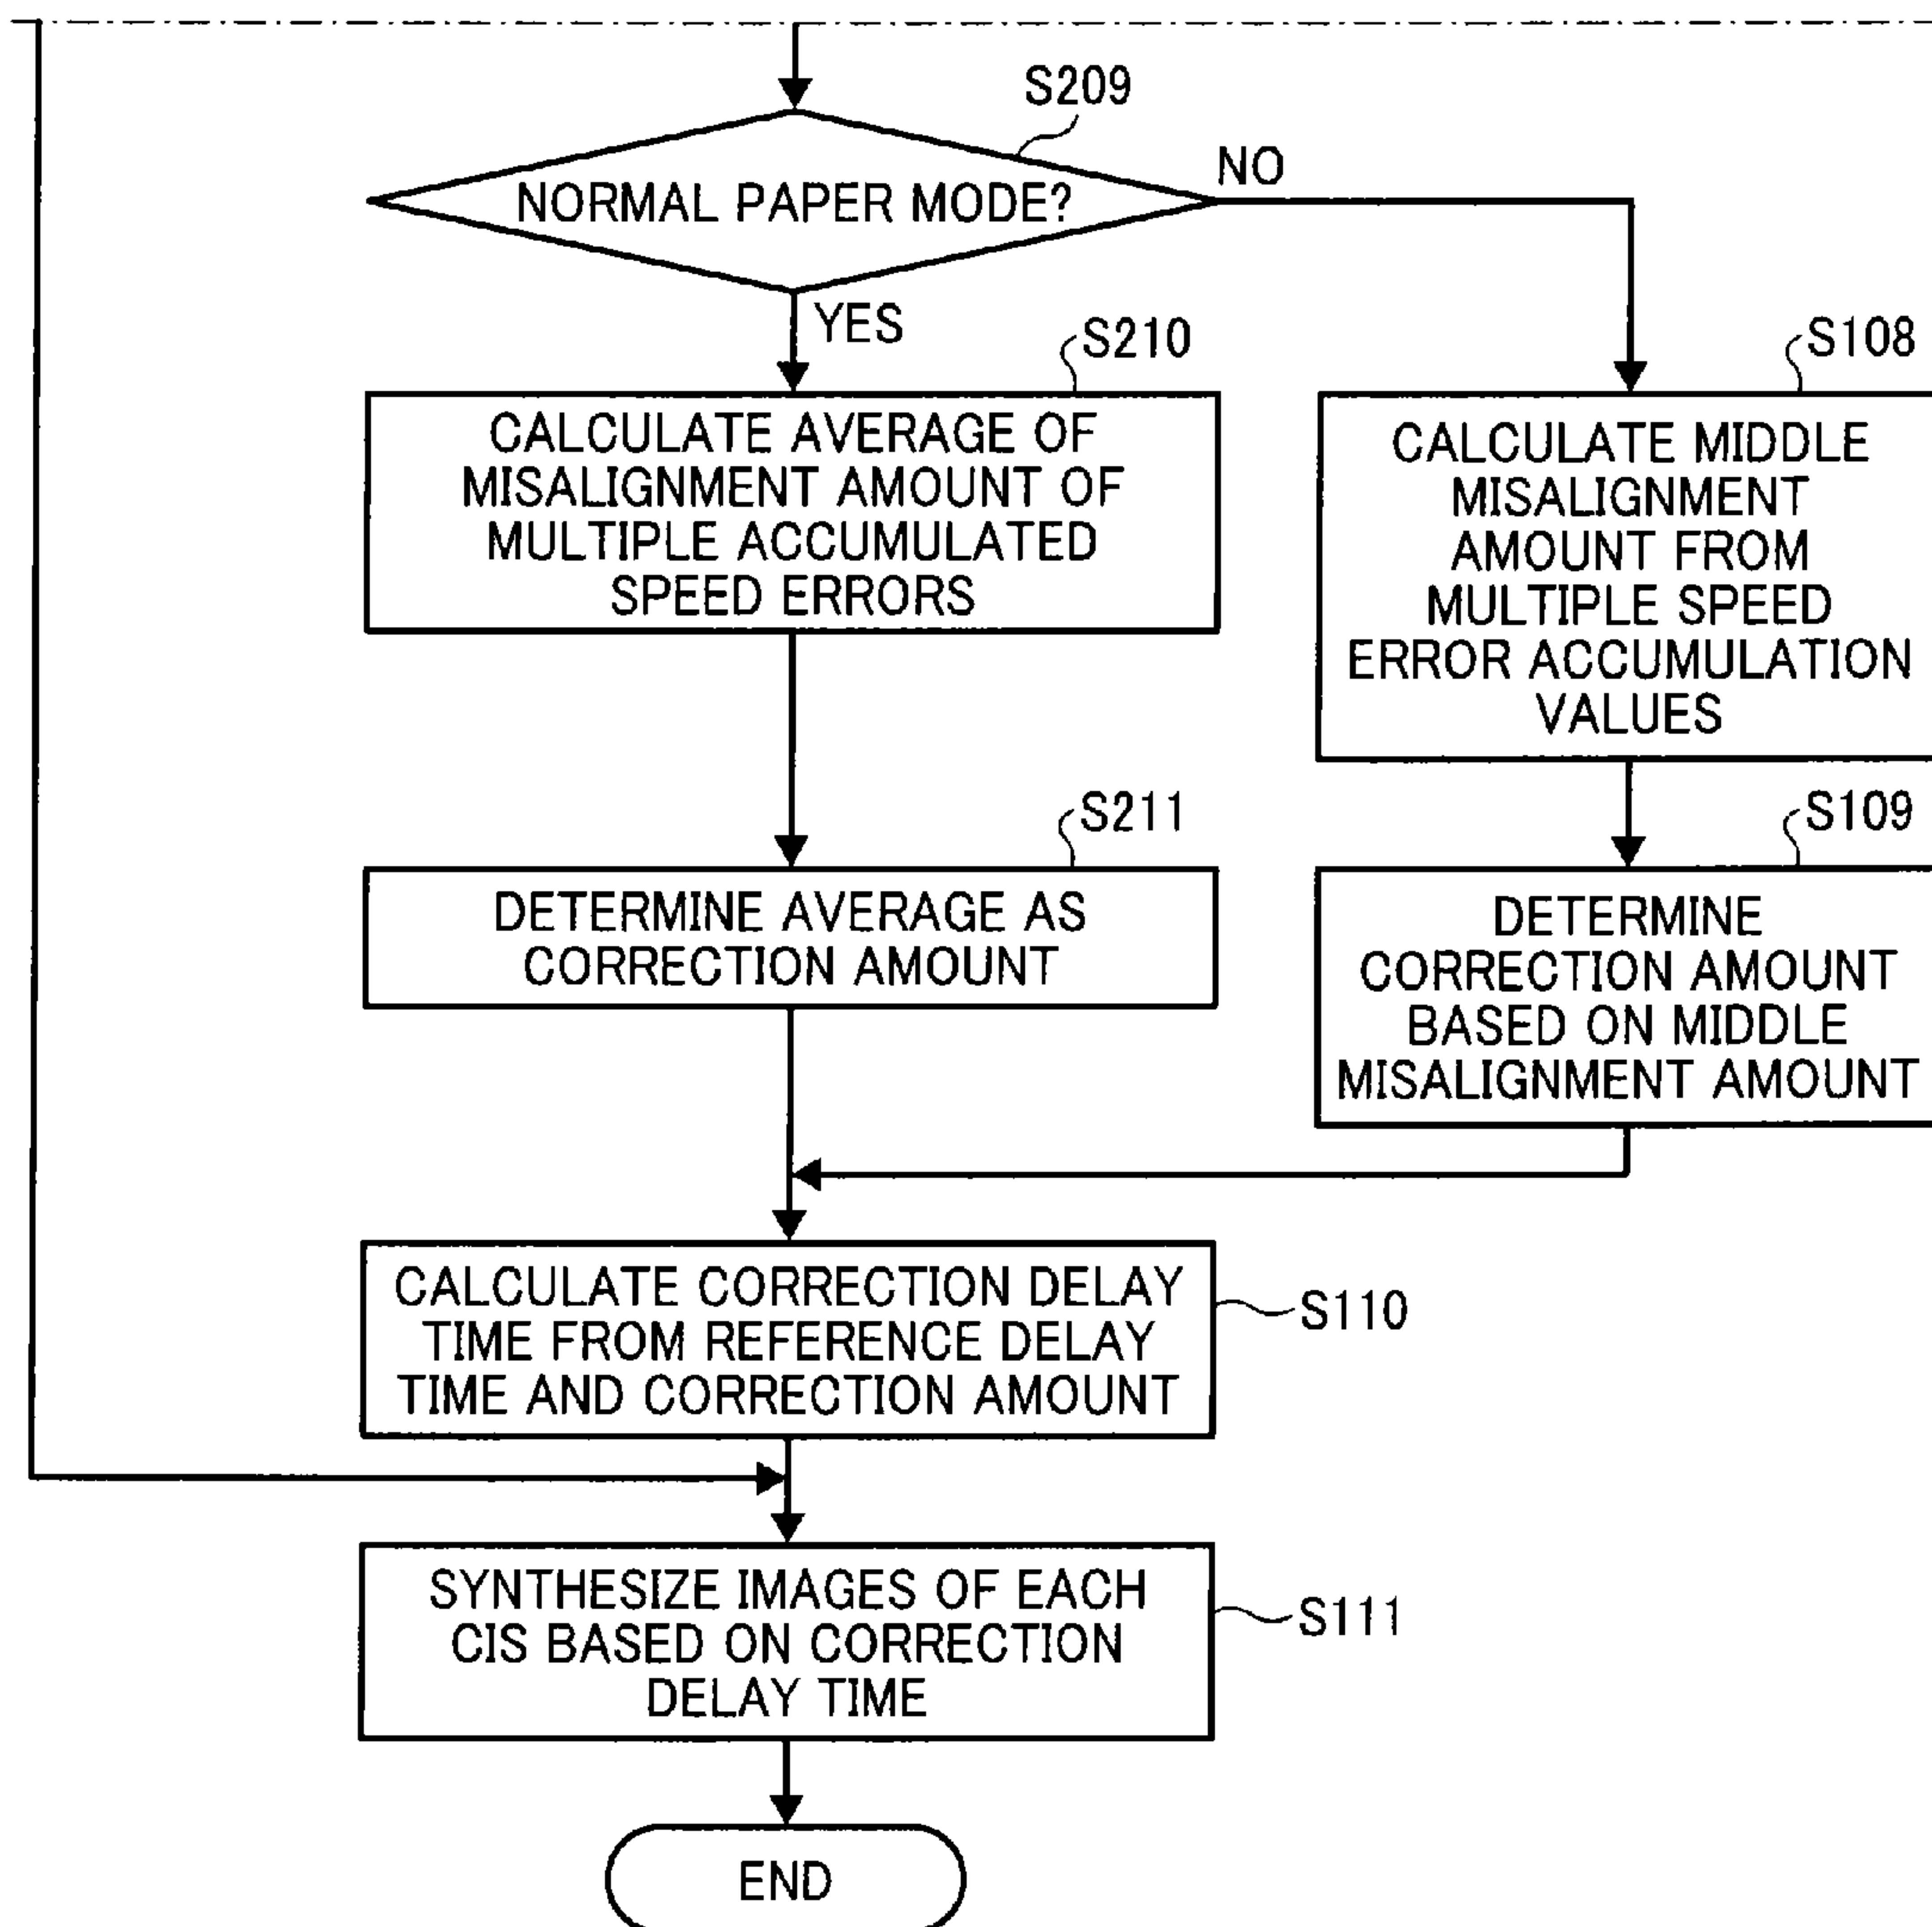 S209
NORMAL PAPER MODE?
NO
YES
S210
CALCULATE AVERAGE OF
MISALIGNMENT AMOUNT OF
MULTIPLE ACCUMULATED
SPEED ERRORS
S108
CALCULATE MIDDLE
MISALIGNMENT
AMOUNT FROM
MULTIPLE SPEED
ERROR ACCUMULATION
VALUES
S211
DETERMINE AVERAGE AS
CORRECTION AMOUNT
S109
DETERMINE
CORRECTION AMOUNT
BASED ON MIDDLE
MISALIGNMENT AMOUNT
CALCULATE CORRECTION DELAY
TIME FROM REFERENCE DELAY
TIME AND CORRECTION AMOUNT
S110
SYNTHESIZE IMAGES OF EACH
CIS BASED ON CORRECTION
DELAY TIME
S111
END